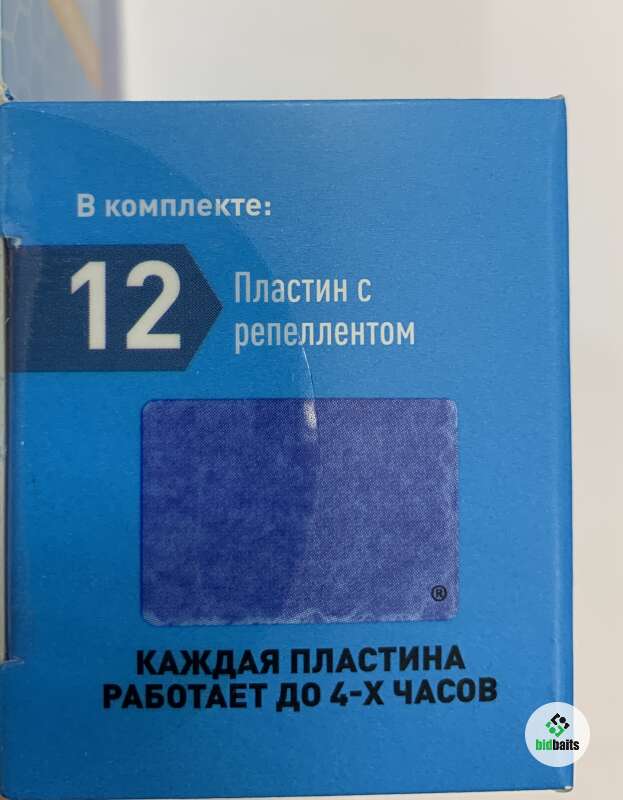 В комплекте:
12
Пластин с
репеллентом
®
КАЖДАЯ ПЛАСТИНА
РАБОТАЕТ ДО 4-Х ЧАСОВ
bidbaits